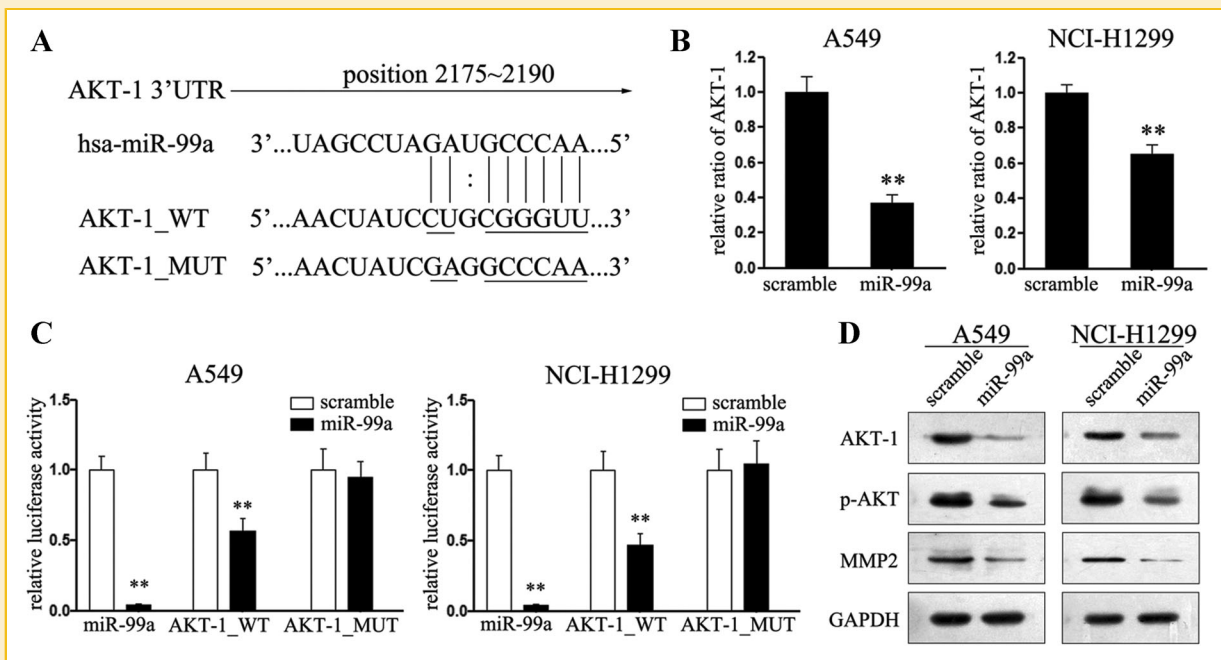 A
AKT-1 3’UTR
position 2175~2190
hsa-miR-99a 3’...UAGCCUAGAUGCCCAA...5’
:
AKT-1_WT 5’...AACUAUCCUGCGGGUU...3’
AKT-1_MUT 5’...AACUAUCGAGGCCCAA...3’
B
A549
relative ratio of AKT-1
1.2
1.0
0.8
0.6
0.4
0.2
0.0
**
scramble miR-99a
NCI-H1299
relative ratio of AKT-1
1.2
1.0
0.8
0.6
0.4
0.2
0.0
**
scramble miR-99a
C
A549
relative luciferase activity
1.5
1.0
0.5
0.0
scramble
miR-99a
**
**
miR-99a AKT-1_WT AKT-1_MUT
NCI-H1299
relative luciferase activity
1.5
1.0
0.5
0.0
scramble
miR-99a
**
**
miR-99a AKT-1_WT AKT-1_MUT
D
A549 NCI-H1299
scramble miR-99a scramble miR-99a
AKT-1
p-AKT
MMP2
GAPDH